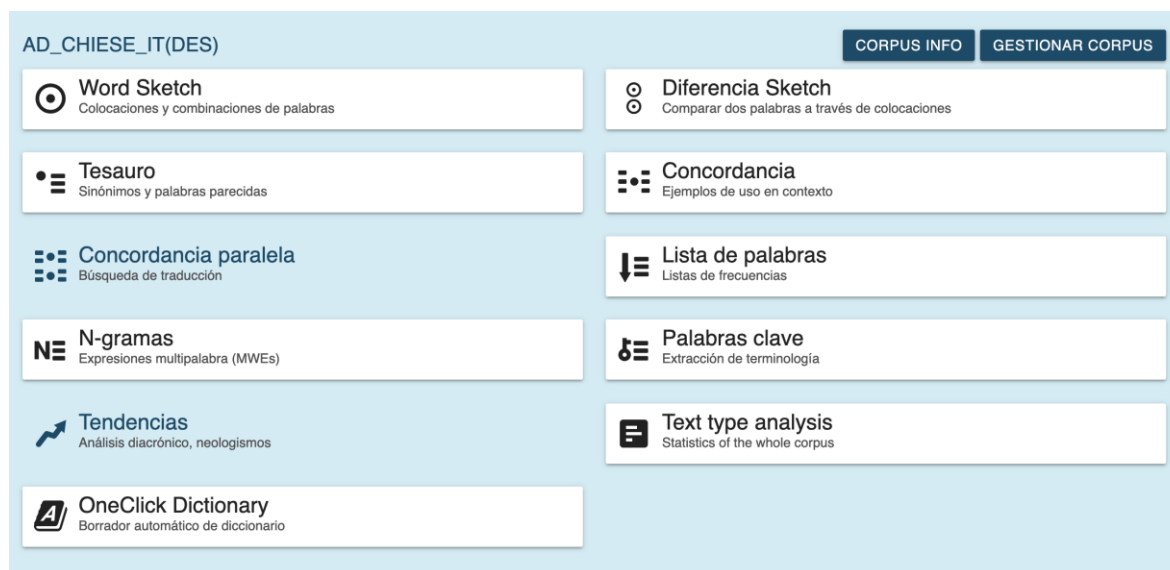 AD_CHIESE_IT(DES)
CORPUS INFO
GESTIONAR CORPUS
Word Sketch
Colocaciones y combinaciones de palabras
Diferencia Sketch
Comparar dos palabras a través de colocaciones
Tesauro
Sinónimos y palabras parecidas
Concordancia
Ejemplos de uso en contexto
Concordancia paralela
Búsqueda de traducción
Lista de palabras
Listas de frecuencias
N-gramas
Expresiones multipalabra (MWEs)
Palabras clave
Extracción de terminología
Tendencias
Análisis diacrónico, neologismos
Text type analysis
Statistics of the whole corpus
OneClick Dictionary
Borrador automático de diccionario